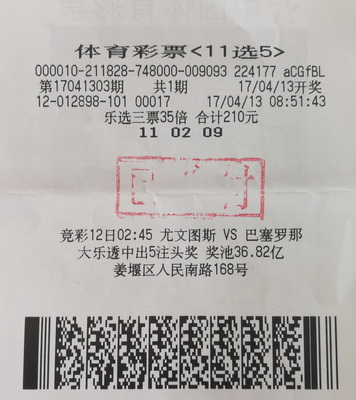 体育彩票<11选5>
000010-211828-748000-009093 224177 aCGfBL
第17041303期 共1期 17/04/13开奖
12-012898-101 00017 17/04/13 08:51:43
乐选三票35倍 合计210元
11 02 09
竞彩12日02:45 尤文图斯 VS 巴塞罗那
大乐透中出5注头奖 奖池36.82亿
姜堰区人民南路168号